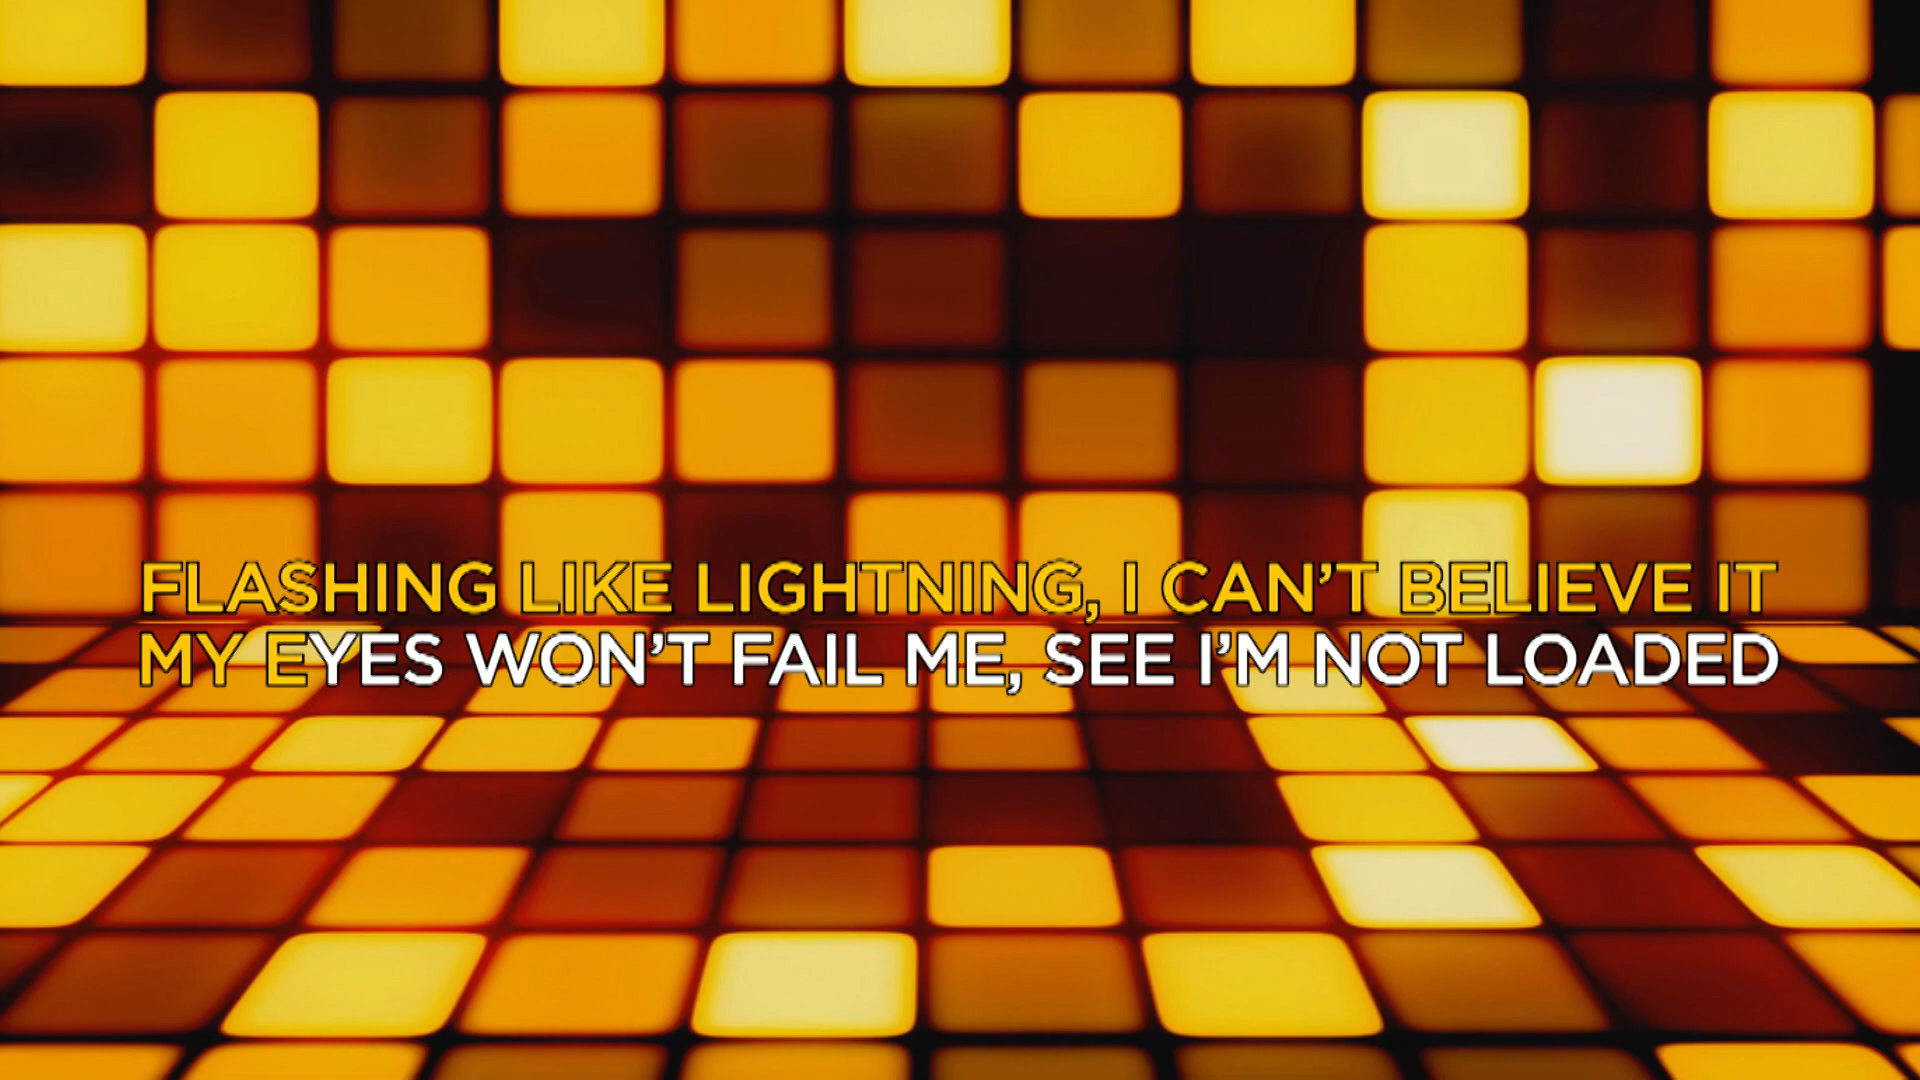 FLASHING LIKE LIGHTNING, I CAN’T BELIEVE IT
MY EYES WON’T FAIL ME, SEE I’M NOT LOADED